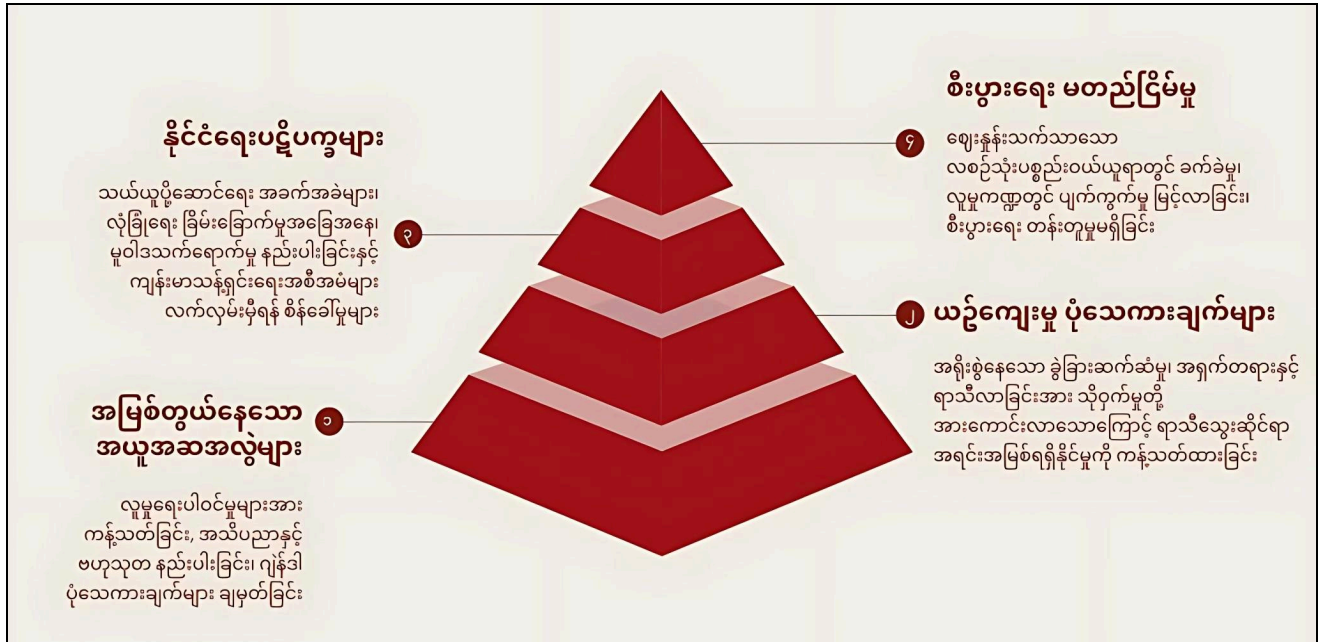 စီးပွားရေး မတည်ငြိမ်မှု
၄
ဈေးနှုန်းသက်သာသော
လစဉ်သုံးပစ္စည်းဝယ်ယူရာတွင် ခက်ခဲမှု၊
လူမှုကဏ္ဍတွင် ပျက်ကွက်မှု မြင့်လာခြင်း၊
စီးပွားရေး တန်းတူမှုမရှိခြင်း
နိုင်ငံရေးပဋိပက္ခများ
၃
သယ်ယူပို့ဆောင်ရေး အခက်အခဲများ၊
လုံခြုံရေး ခြိမ်းခြောက်မှုအခြေအနေ၊
မူဝါဒသက်ရောက်မှု နည်းပါးခြင်းနှင့်
ကျန်းမာသန့်ရှင်းရေးအစီအမံများ
လက်လှမ်းမှီရန် စိန်ခေါ်မှုများ
၂
ယဉ်ကျေးမှု ပုံသေကားချက်များ
အရိုးစွဲနေသော ခွဲခြားဆက်ဆံမှု၊ အရှက်တရားနှင့်
ရာသီလာခြင်းအား သိုဝှက်မှုတို့
အားကောင်းလာသောကြောင့် ရာသီသွေးဆိုင်ရာ
အရင်းအမြစ်ရရှိနိုင်မှုကို ကန့်သတ်ထားခြင်း
အမြစ်တွယ်နေသော
အယူအဆအလွဲများ
၁
လူမှုရေးပါဝင်မှုများအား
ကန့်သတ်ခြင်း, အသိပညာနှင့်
ဗဟုသုတ နည်းပါးခြင်း၊ ဂျဲန်ဒါ
ပုံသေကားချက်များ ချမှတ်ခြင်း